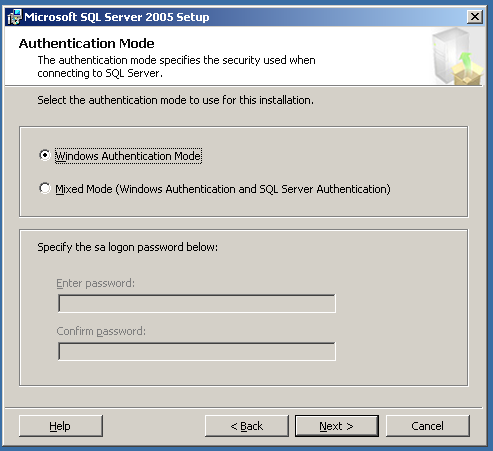 Microsoft SQL Server 2005 Setup
Authentication Mode
The authentication mode specifies the security used when
connecting to SQL Server.
Select the authentication mode to use for this installation.
Windows Authentication Mode
Mixed Mode (Windows Authentication and SQL Server Authentication)
Specify the sa logon password below:
Enter password:
Confirm password:
Help
< Back
Next >
Cancel